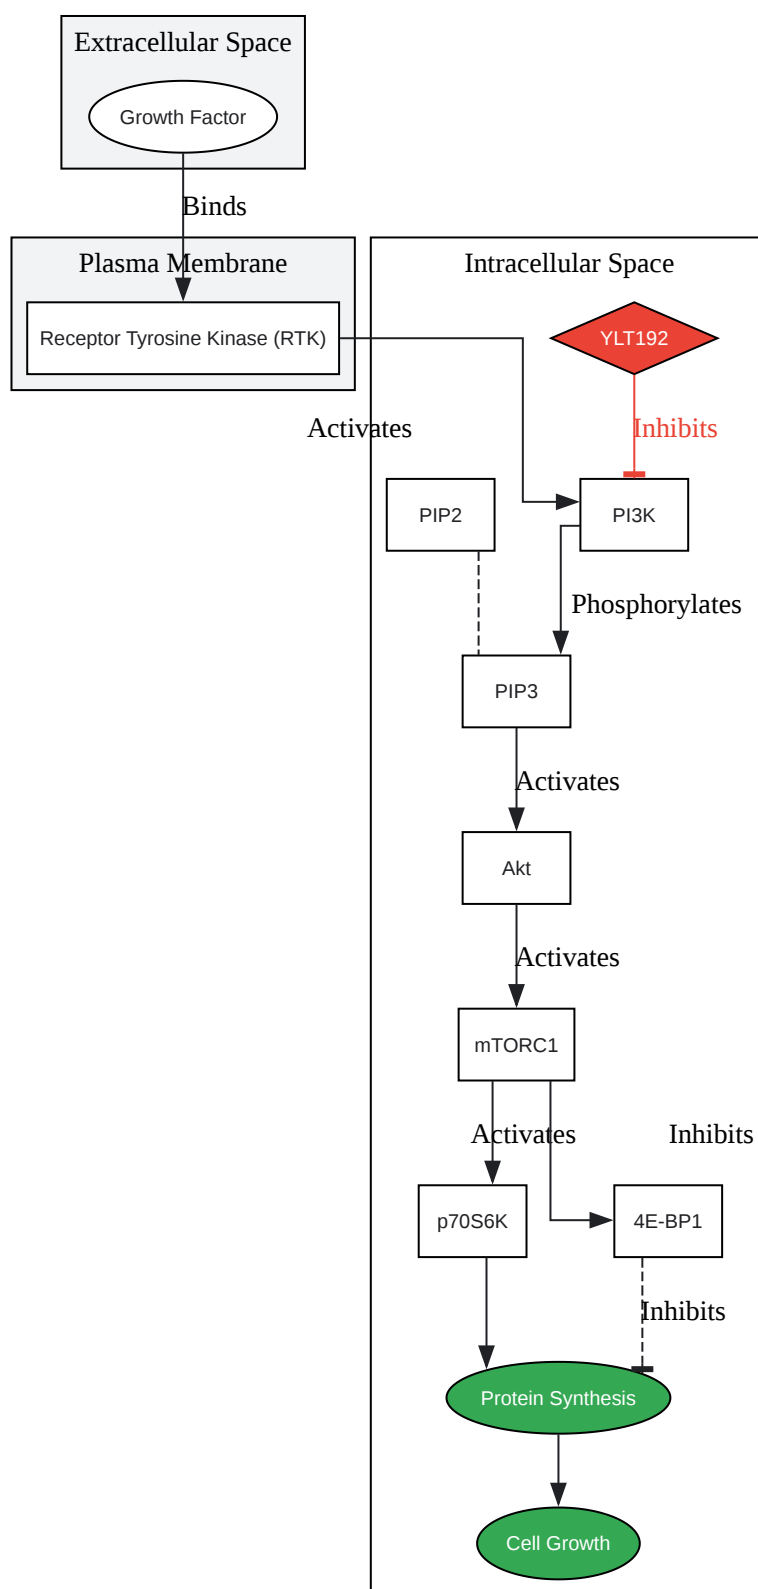 Extracellular Space
Growth Factor
Binds
Plasma Membrane
Intracellular Space
Receptor Tyrosine Kinase (RTK)
YLT192
Activates
Inhibits
PIP2
PI3K
Phosphorylates
PIP3
Activates
Akt
Activates
mTORC1
Activates
Inhibits
p70S6K
4E-BP1
Inhibits
Protein Synthesis
Cell Growth